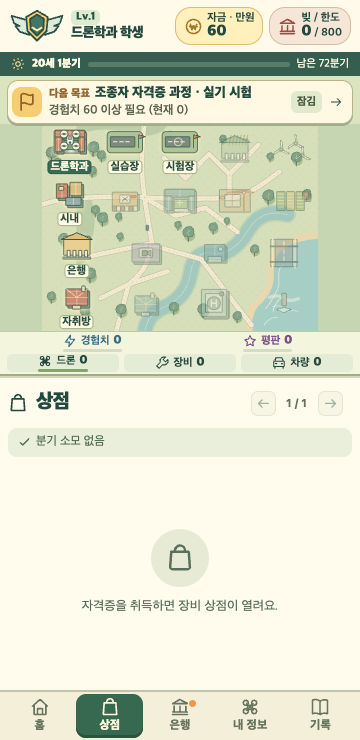 Lv.1
드론학과 학생
자금 · 만원
60
빚 / 한도
0 / 800
20세 1분기
남은 72분기
다음 목표 조종자 자격증 과정 · 실기 시험
경험치 60 이상 필요 (현재 0)
잠김
드론학과 실습장 시험장
시내
은행
자취방
H
경험치 0
평판 0
드론 0
장비 0
차량 0
상점
1 / 1
분기 소모 없음
자격증을 취득하면 장비 상점이 열려요.
홈 상점 은행 내 정보 기록